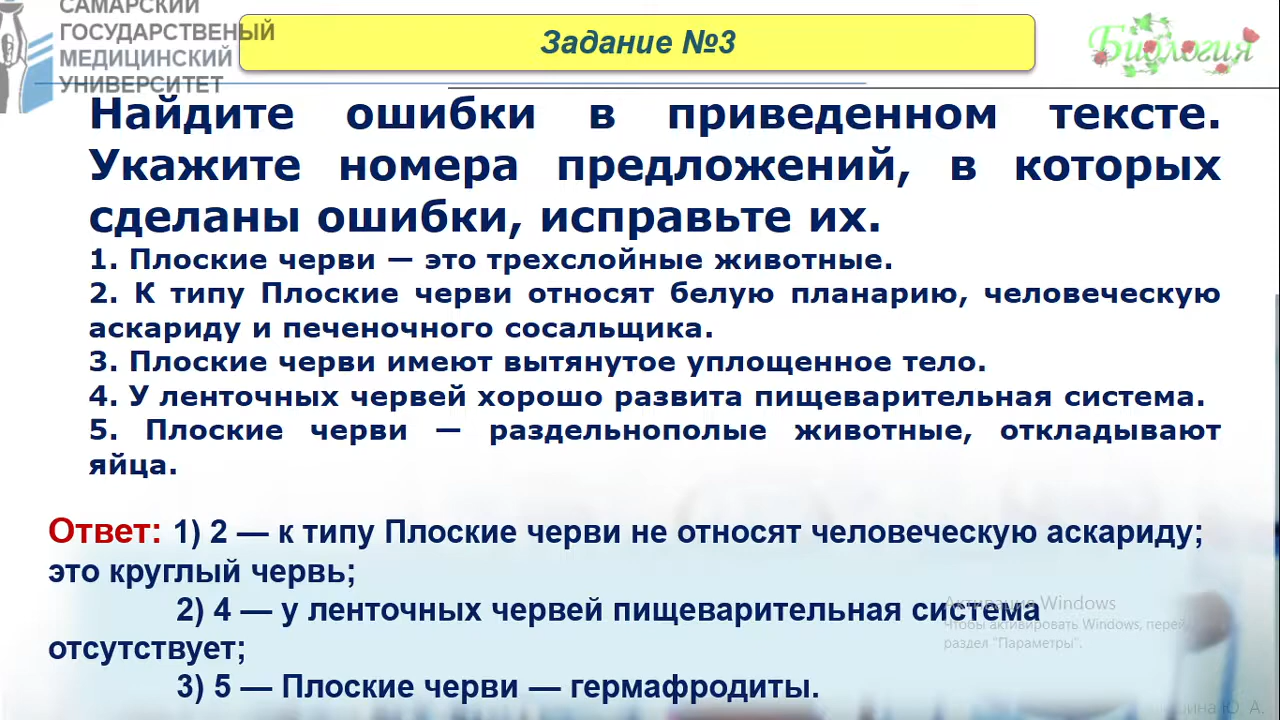 САМАРСКИЙ
ГОСУДАРСТВЕНЫЙ
МЕДИЦИНСКИЙ
УНИВЕРСИТЕТ
Задание №3
Биология
Найдите ошибки в приведенном тексте.
Укажите номера предложений, в которых
сделаны ошибки, исправьте их.
1. Плоские черви — это трехслойные животные.
2. К типу Плоские черви относят белую планарию, человеческую
аскариду и печеночного сосальщика.
3. Плоские черви имеют вытянутое уплощенное тело.
4. У ленточных червей хорошо развита пищеварительная система.
5. Плоские черви — раздельнополые животные, откладывают
яйца.
Ответ: 1) 2 — к типу Плоские черви не относят человеческую аскариду;
это круглый червь;
2) 4 — у ленточных червей пищеварительная система
отсутствует;
3) 5 — Плоские черви — гермафродиты.
Активация Windows
Чтобы активировать Windows, перей
раздел "Параметры".
Ю. А.